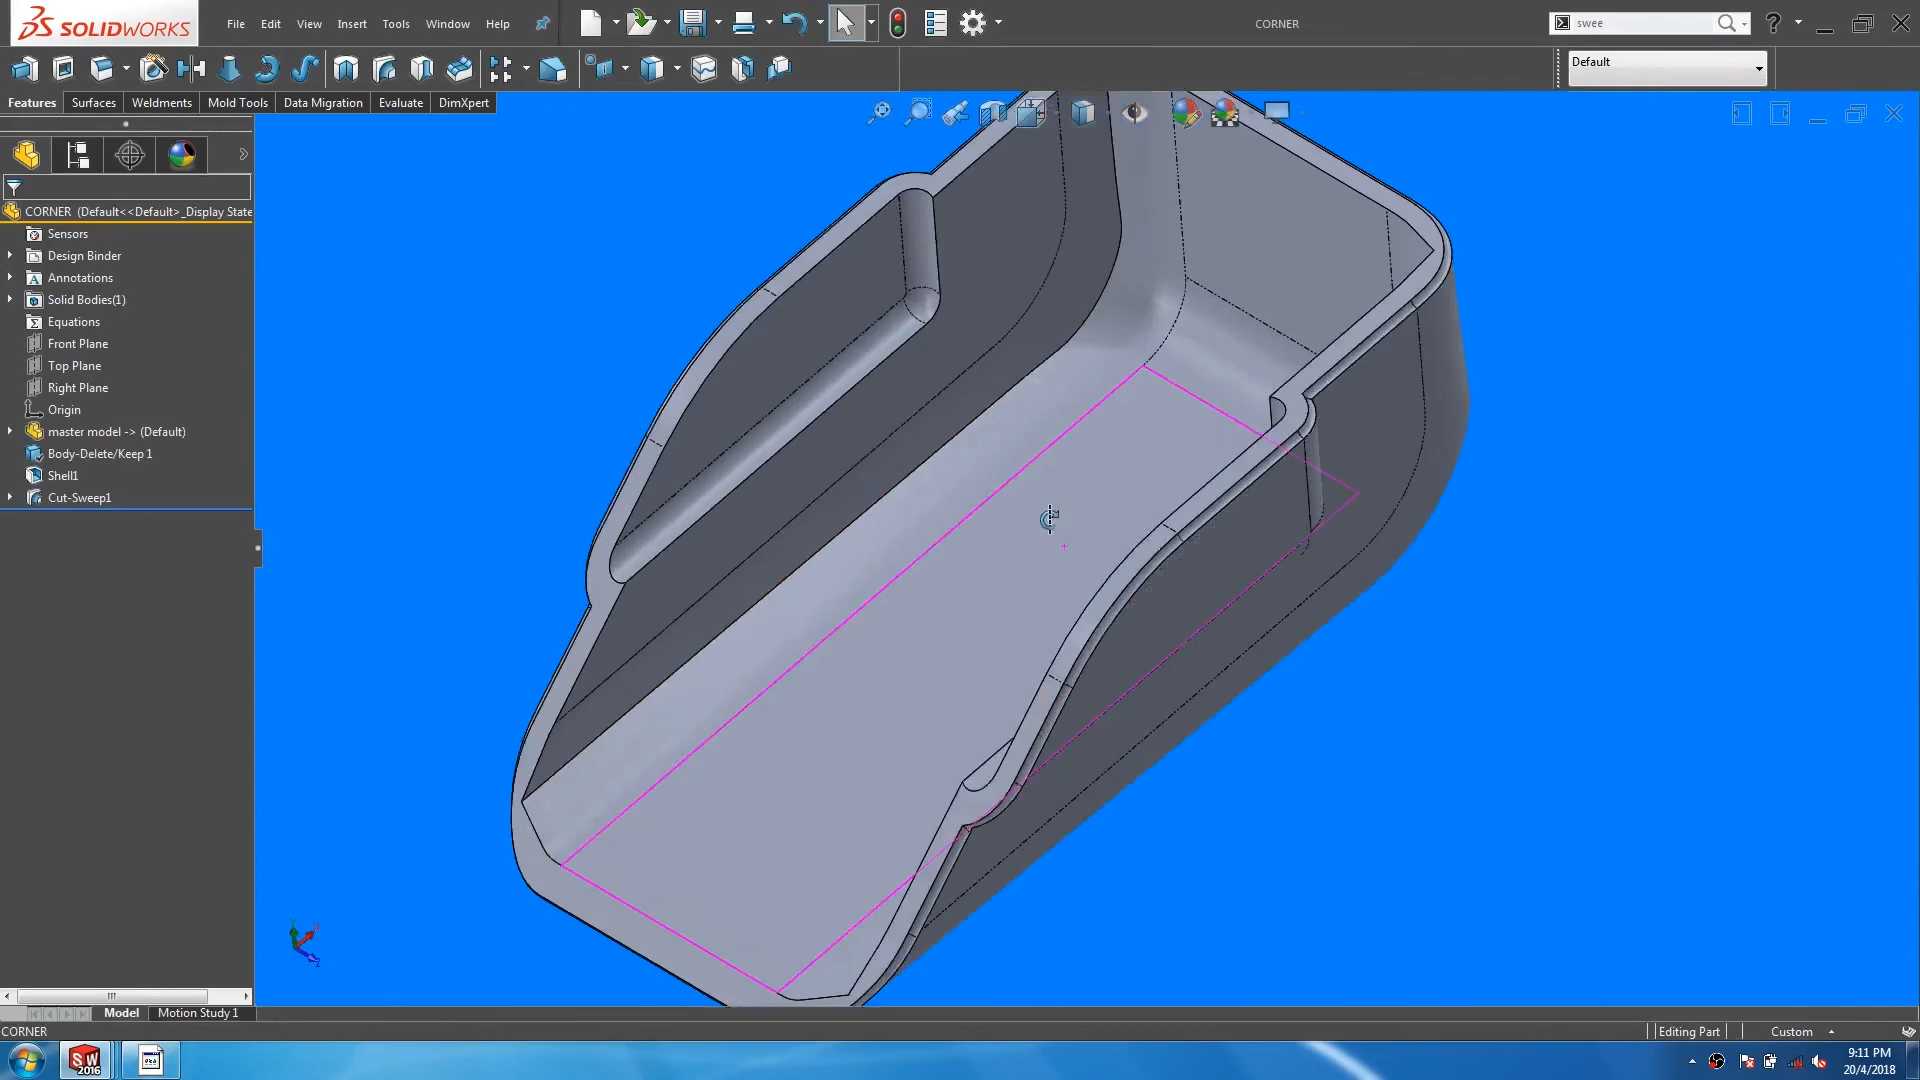 SOLIDWORKS File Edit View Insert Tools Window Help CORNER swee ?
Default
Features Surfaces Weldments Mold Tools Data Migration Evaluate DimXpert
CORNER (Default<<Default>_Display State
Sensors
Design Binder
Annotations
Solid Bodies(1)
Equations
Front Plane
Top Plane
Right Plane
Origin
master model -> (Default)
Body-Delete/Keep 1
Shell1
Cut-Sweep1
Model Motion Study 1
CORNER Editing Part Custom
SW 2016
9:11 PM
20/4/2018